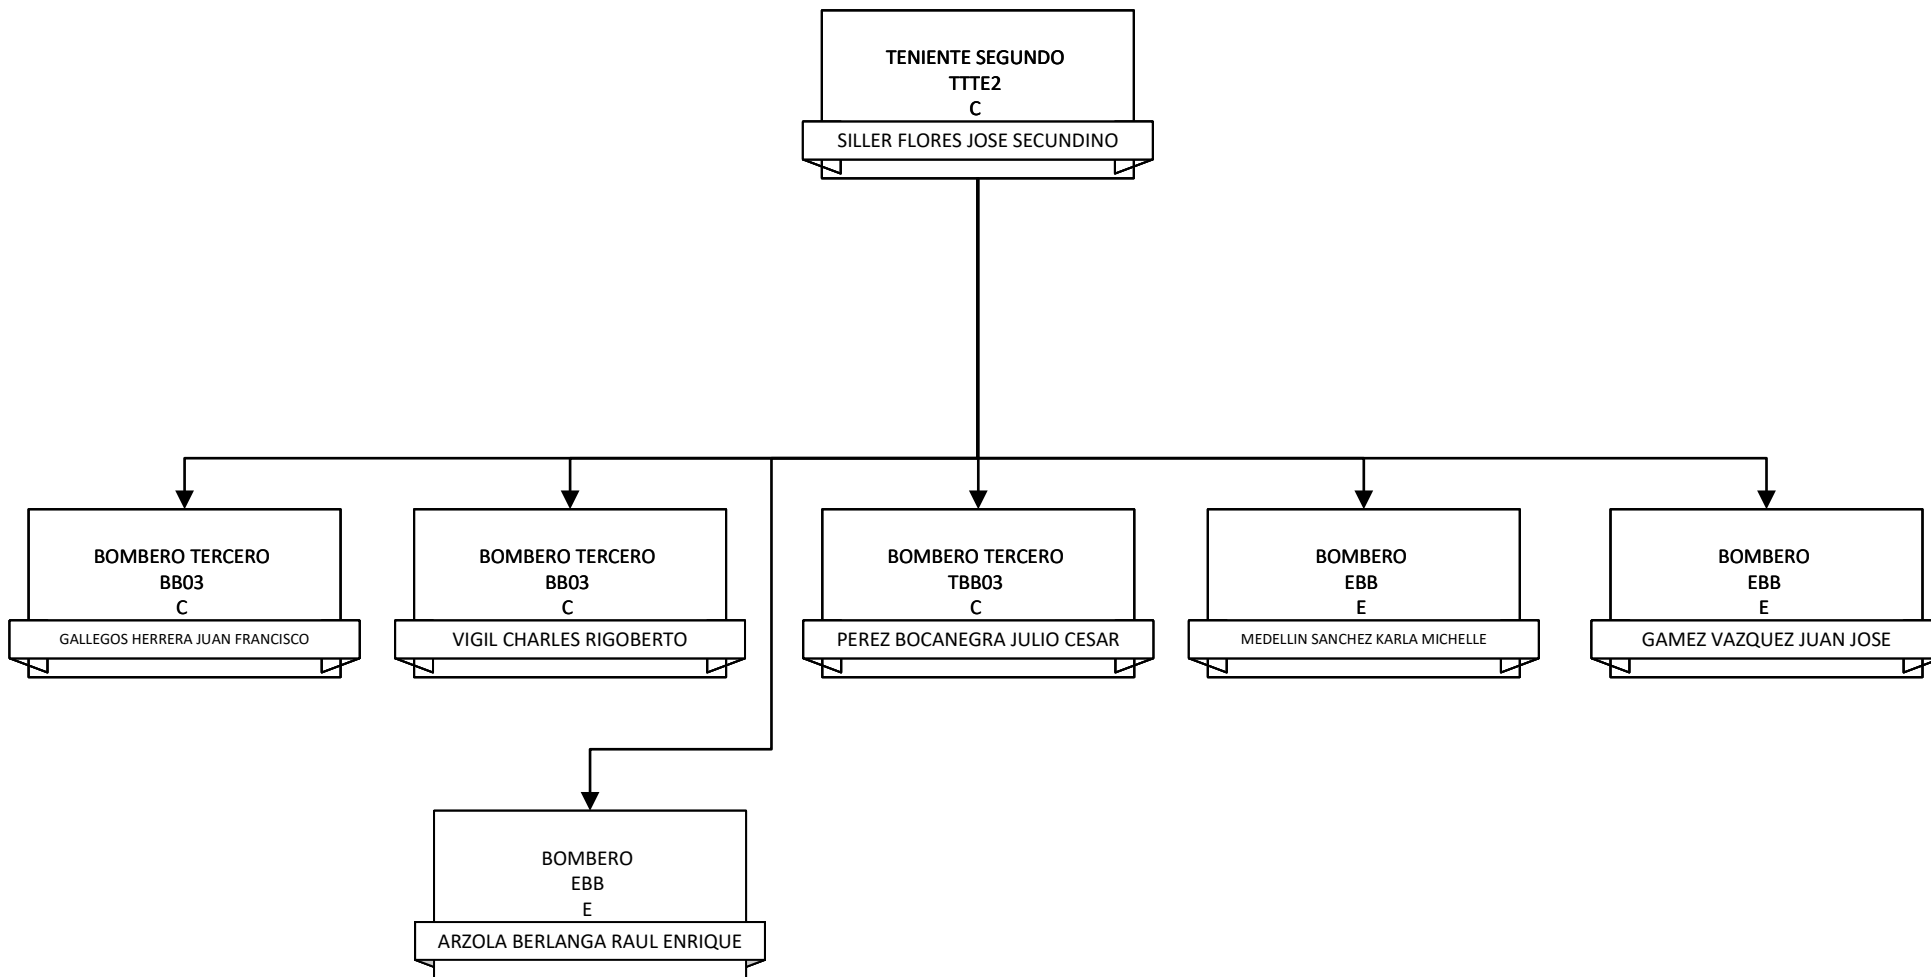 TENIENTE SEGUNDO
TTTE2
C
SILLER FLORES JOSE SECUNDINO
BOMBERO TERCERO
BB03
C
GALLEGOS HERRERA JUAN FRANCISCO
BOMBERO TERCERO
BB03
C
VIGIL CHARLES RIGOBERTO
BOMBERO TERCERO
TBB03
C
PEREZ BOCANEGRA JULIO CESAR
BOMBERO
EBB
E
MEDELLIN SANCHEZ KARLA MICHELLE
BOMBERO
EBB
E
GAMEZ VAZQUEZ JUAN JOSE
BOMBERO
EBB
E
ARZOLA BERLANGA RAUL ENRIQUE